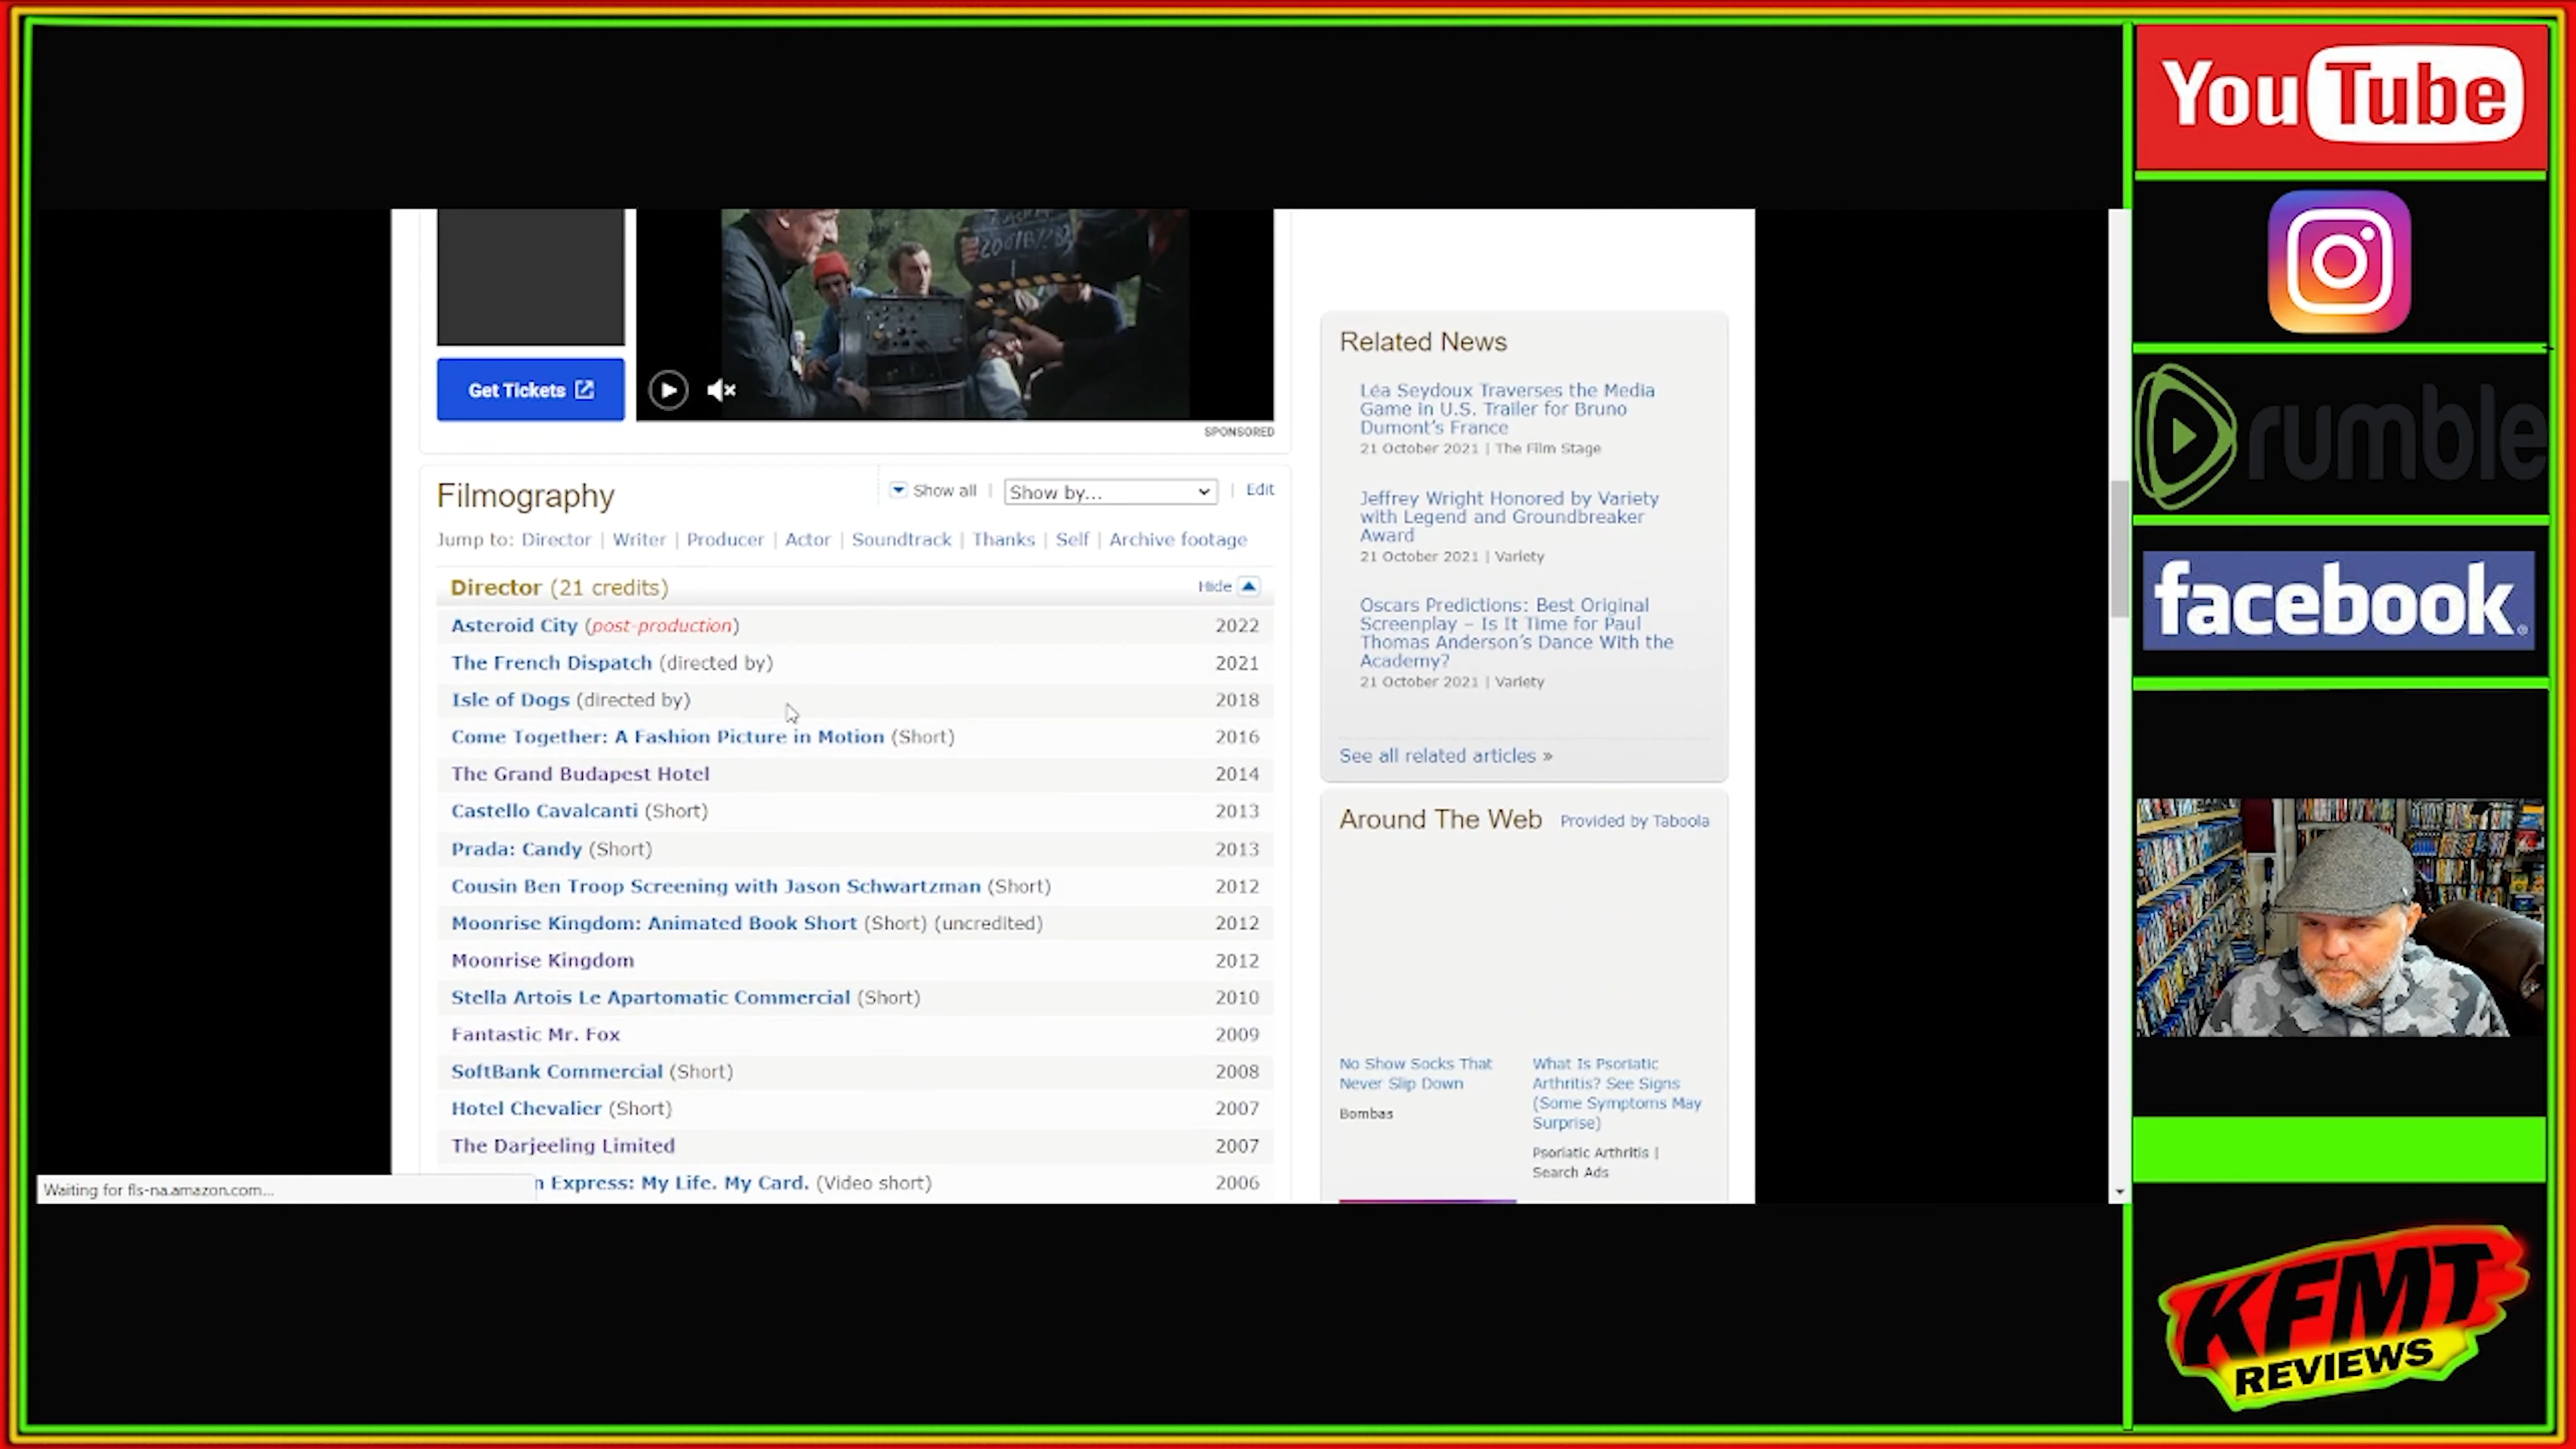 Get Tickets
2001B7?B?
SPONSORED
Filmography
Show all | Show by... | Edit
Jump to: Director | Writer | Producer | Actor | Soundtrack | Thanks | Self | Archive footage
Director (21 credits) Hide
Asteroid City (post-production) 2022
The French Dispatch (directed by) 2021
Isle of Dogs (directed by) 2018
Come Together: A Fashion Picture in Motion (Short) 2016
The Grand Budapest Hotel 2014
Castello Cavalcanti (Short) 2013
Prada: Candy (Short) 2013
Cousin Ben Troop Screening with Jason Schwartzman (Short) 2012
Moonrise Kingdom: Animated Book Short (Short) (uncredited) 2012
Moonrise Kingdom 2012
Stella Artois Le Apartomatic Commercial (Short) 2010
Fantastic Mr. Fox 2009
SoftBank Commercial (Short) 2008
Hotel Chevalier (Short) 2007
The Darjeeling Limited 2007
n Express: My Life. My Card. (Video short) 2006
Waiting for fls-na.amazon.com...
Related News
Léa Seydoux Traverses the Media
Game in U.S. Trailer for Bruno
Dumont's France
21 October 2021 | The Film Stage
Jeffrey Wright Honored by Variety
with Legend and Groundbreaker
Award
21 October 2021 | Variety
Oscars Predictions: Best Original
Screenplay – Is It Time for Paul
Thomas Anderson's Dance With the
Academy?
21 October 2021 | Variety
See all related articles »
Around The Web Provided by Taboola
No Show Socks That
Never Slip Down
Bombas
What Is Psoriatic
Arthritis? See Signs
(Some Symptoms May
Surprise)
Psoriatic Arthritis |
Search Ads
YouTube
rumble
facebook®
KFMT
REVIEWS